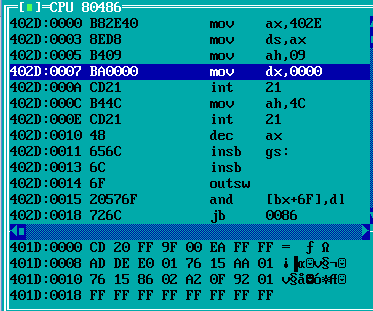 [■]=CPU 80486
402D:0000 B82E40 mov ax,402E
402D:0003 8ED8 mov ds,ax
402D:0005 B409 mov ah,09
402D:0007 BA0000 mov dx,0000
402D:000A CD21 int 21
402D:000C B44C mov ah,4C
402D:000E CD21 int 21
402D:0010 48 dec ax
402D:0011 656C insb gs:
402D:0013 6C insb
402D:0014 6F outsw
402D:0015 20576F and [bx+6F],dl
402D:0018 726C jb 0086
401D:0000 CD 20 FF 9F 00 EA FF FF = ƒ Ω
401D:0008 AD DE E0 01 76 15 AA 01 ¡▐α☺v§¬☺
401D:0010 76 15 86 02 A2 0F 92 01 v§å☻ó☼Æ☺
401D:0018 FF FF FF FF FF FF FF FF